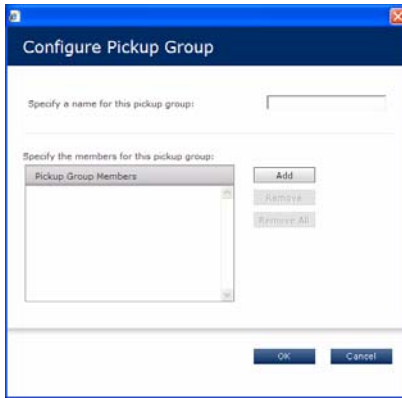 Configure Pickup Group
Specify a name for this pickup group:
Specify the members for this pickup group:
Pickup Group Members
Add
Remove
Remove All
OK
Cancel